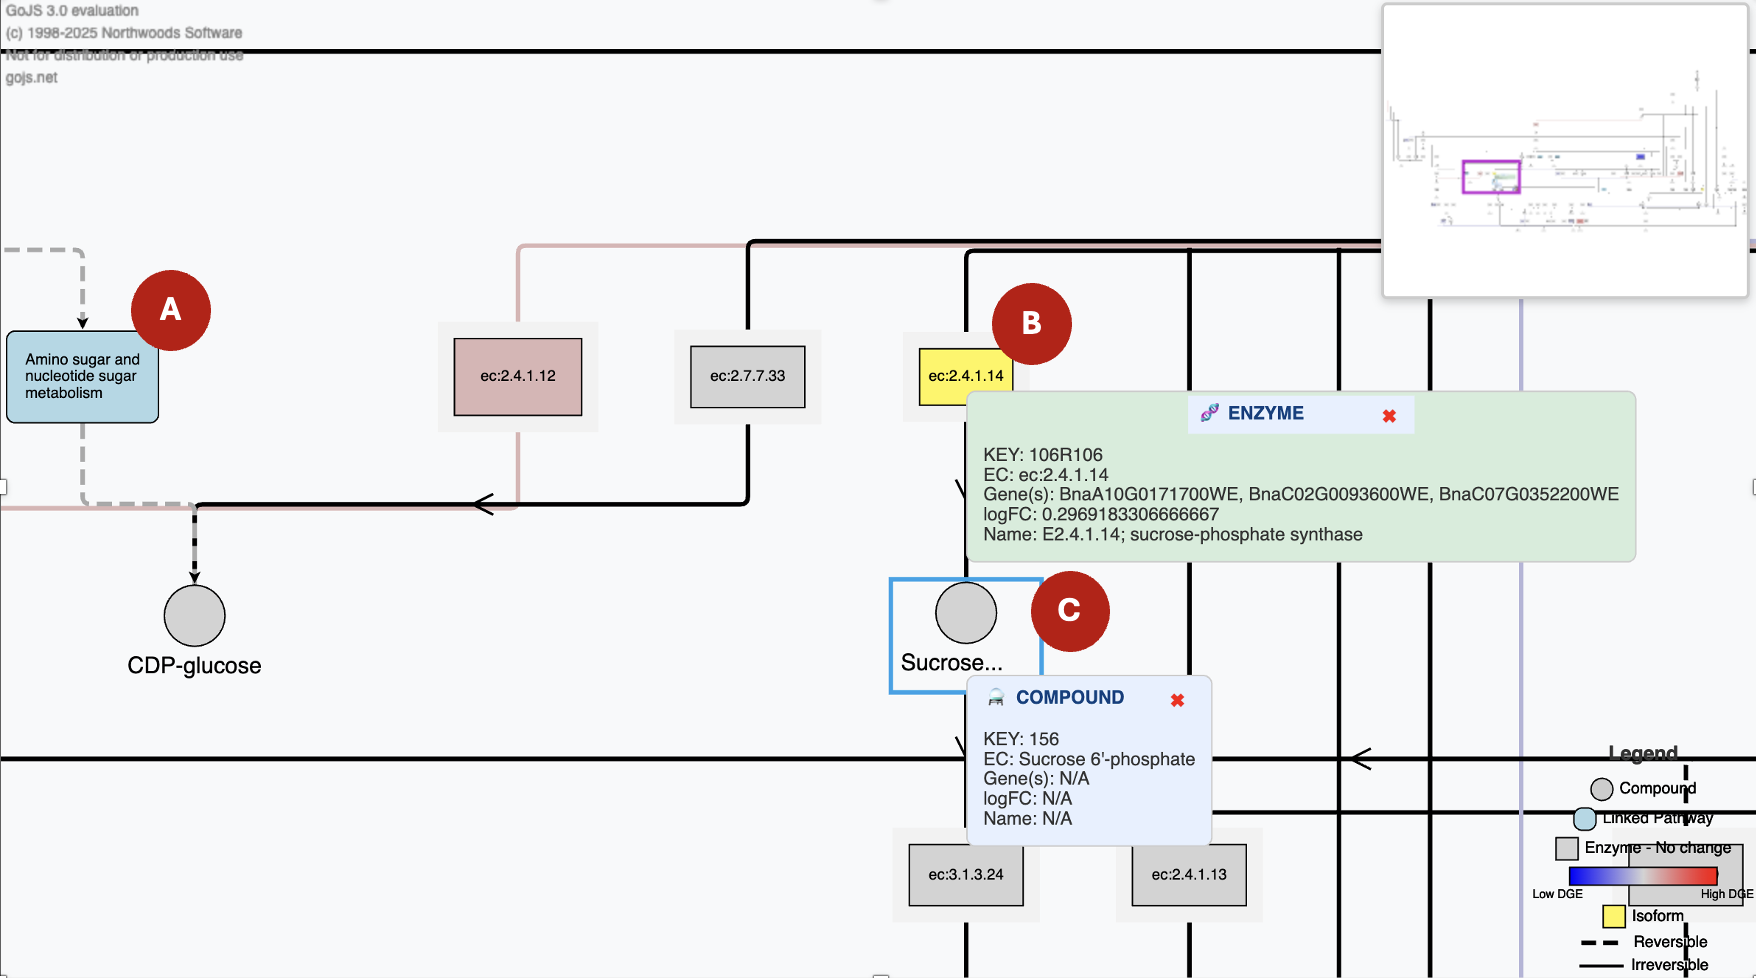 GoJS 3.0 evaluation
(c) 1998-2025 Northwoods Software
Not for distribution or production use
gojs.net
A
Amino sugar and
nucleotide sugar
metabolism
ec:2.4.1.12
ec:2.7.7.33
B
ec:2.4.1.14
ENZYME
KEY: 106R106
EC: ec:2.4.1.14
Gene(s): BnaA10G0171700WE, BnaC02G0093600WE, BnaC07G0352200WE
logFC: 0.2969183306666667
Name: E2.4.1.14; sucrose-phosphate synthase
CDP-glucose
C
Sucrose...
COMPOUND
KEY: 156
EC: Sucrose 6'-phosphate
Gene(s): N/A
logFC: N/A
Name: N/A
ec:3.1.3.24
ec:2.4.1.13
Legend
Compound
Linked Pathway
Enzyme - No change
Low DGE
High DGE
Isoform
Reversible
Irreversible